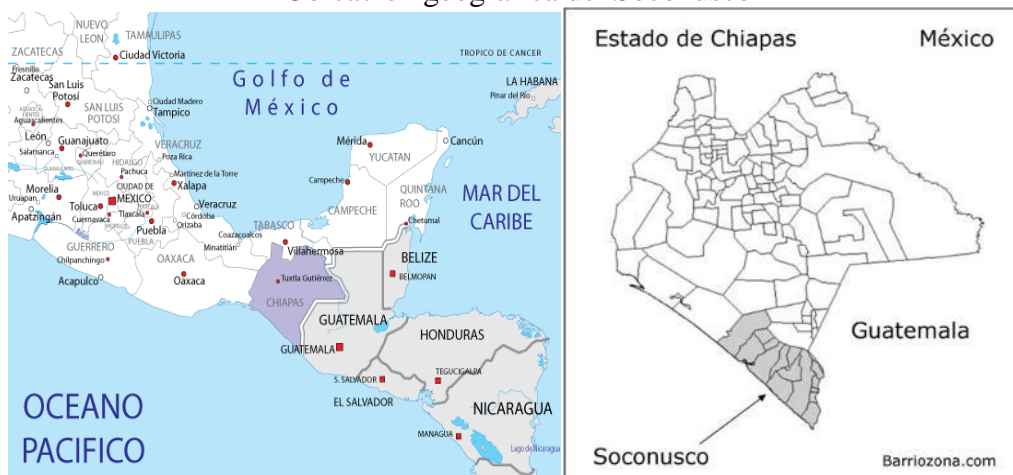 NUEVO
LEON
TAMAULIPAS
ZACATECAS
Ciudad Victoria
TROPICO DE CANCER
Fresnillo
Zacatecas
San Luis
Potosí
SAN LUIS
POTOSI
Ciudad Madero
Tampico
Golfo de
México
LA HABANA
Pinar del Rio
Aguascalientes
León
Guanajuato
Salamanca
Querétaro
HIDALGO
Pachuca
VERACRUZ
Poza Rica
Mérida
YUCATAN
Cancún
Morelia
Uruapan
Apatzingán
Toluca
CIUDAD DE
MEXICO
Cuernavaca
Tlaxcala
Puebla
PUEBLA
Martínez de la Torre
Xalapa
Veracruz
Córdoba
Orizaba
Campeche
CAMPECHE
QUINTANA
ROO
Chetumal
MAR DEL
CARIBE
GUERRERO
Chilpanchingo
Acapulco
OAXACA
Oaxaca
TABASCO
Coazacoalcos
Minatitlán
Villahermosa
BELIZE
BELMOPAN
Tuxtla Gutiérrez
CHIAPAS
GUATEMALA
GUATEMALA
HONDURAS
TEGUCIGALPA
S. SALVADOR
EL SALVADOR
NICARAGUA
MANAGUA
Lago de Nicaragua
OCEANO
PACIFICO
Estado de Chiapas
México
Guatemala
Soconusco
Barriozona.com